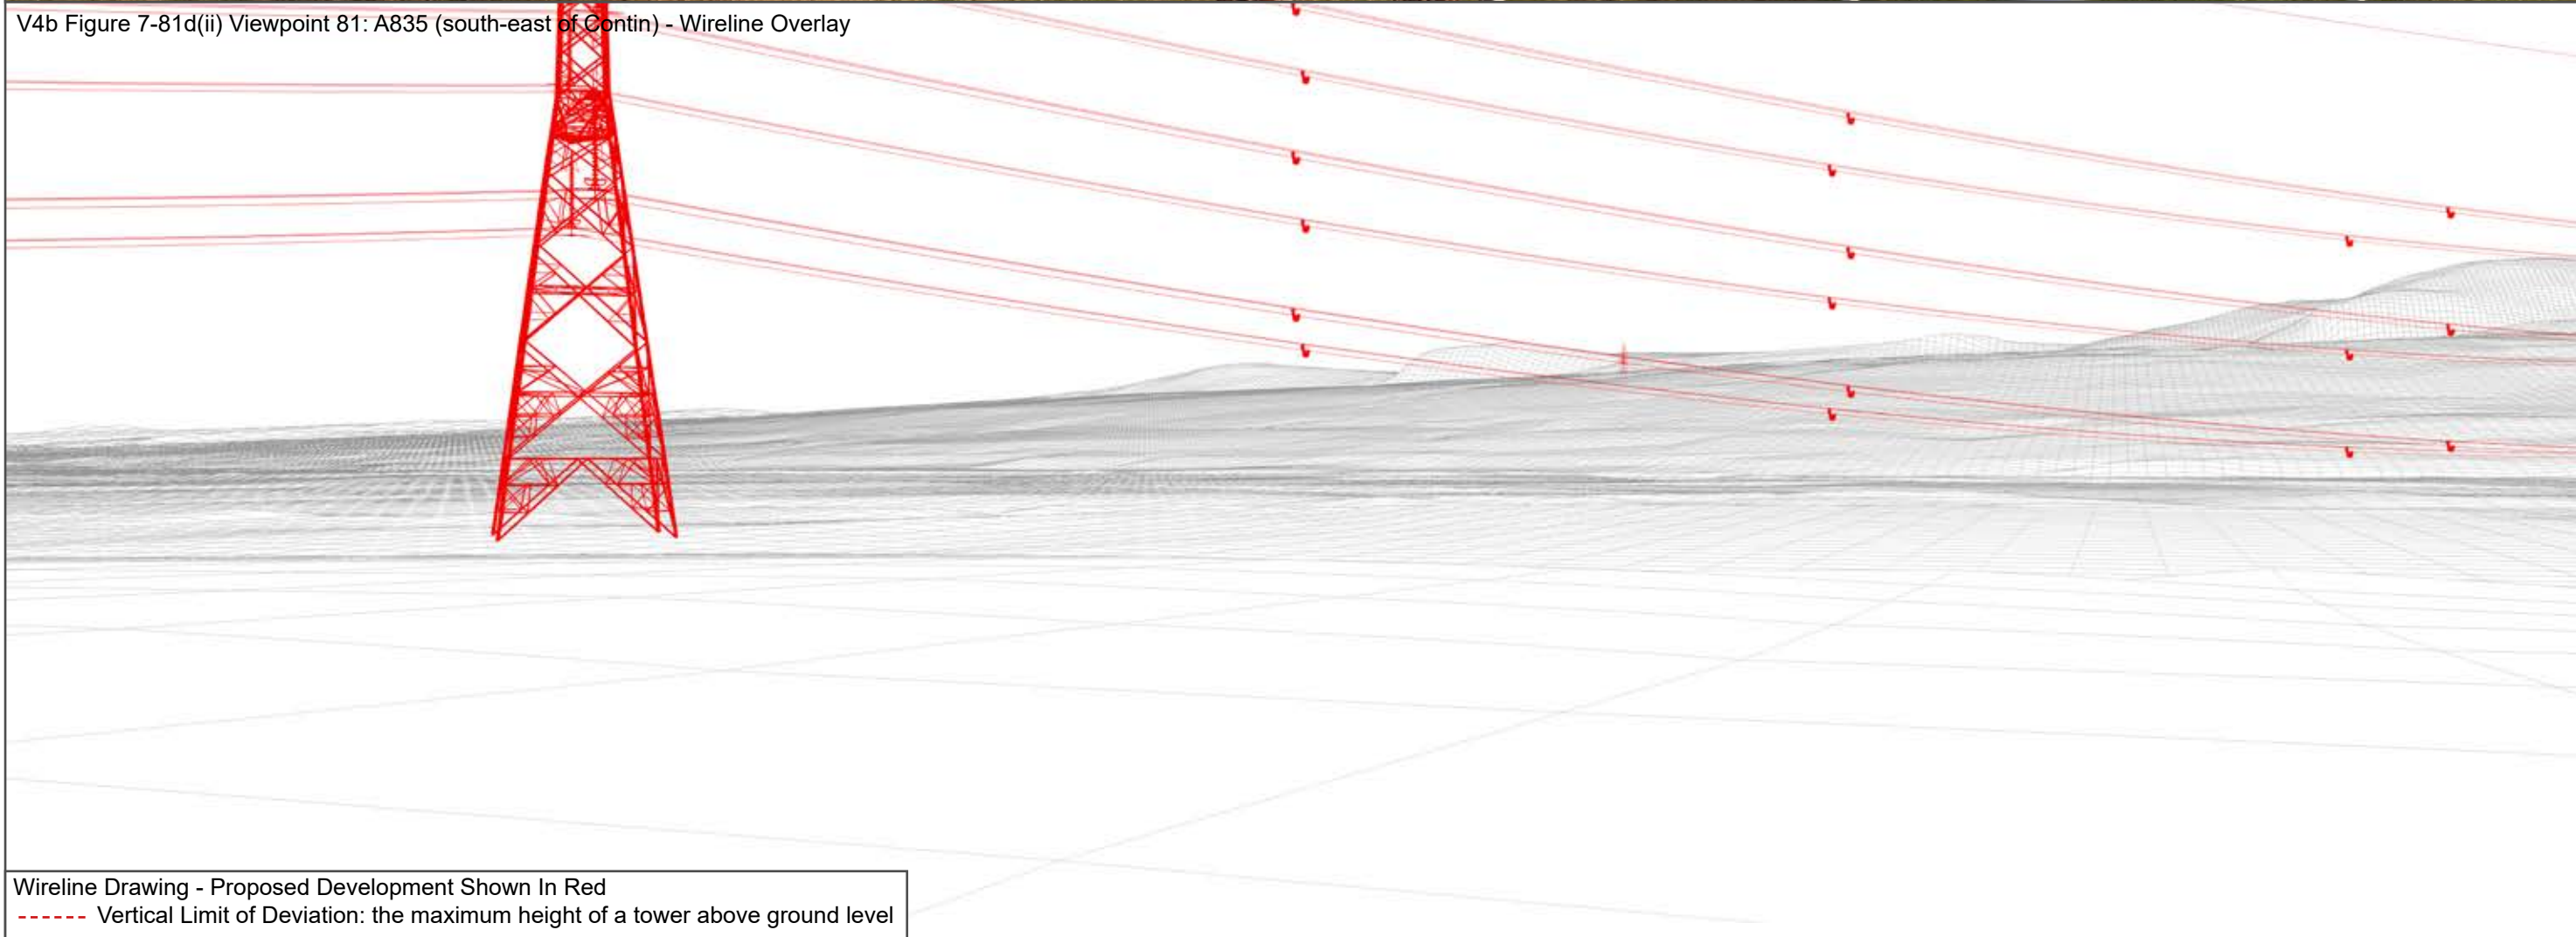 V4b Figure 7-81d(ii) Viewpoint 81: A835 (south-east of Contin) - Wireline Overlay
Wireline Drawing - Proposed Development Shown In Red
Vertical Limit of Deviation: the maximum height of a tower above ground level